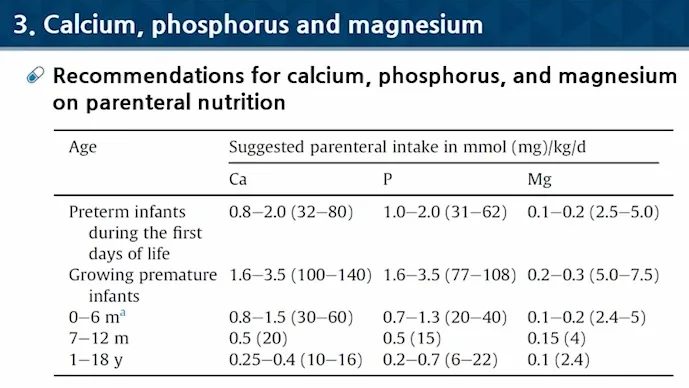 3. Calcium, phosphorus and magnesium
Recommendations for calcium, phosphorus, and magnesium
on parenteral nutrition
Age Suggested parenteral intake in mmol (mg)/kg/d
Ca P Mg
Preterm infants 0.8–2.0 (32–80) 1.0–2.0 (31–62) 0.1–0.2 (2.5–5.0)
during the first
days of life
Growing premature 1.6–3.5 (100–140) 1.6–3.5 (77–108) 0.2–0.3 (5.0–7.5)
infants
0–6 mᵃ 0.8–1.5 (30–60) 0.7–1.3 (20–40) 0.1–0.2 (2.4–5)
7–12 m 0.5 (20) 0.5 (15) 0.15 (4)
1–18 y 0.25–0.4 (10–16) 0.2–0.7 (6–22) 0.1 (2.4)